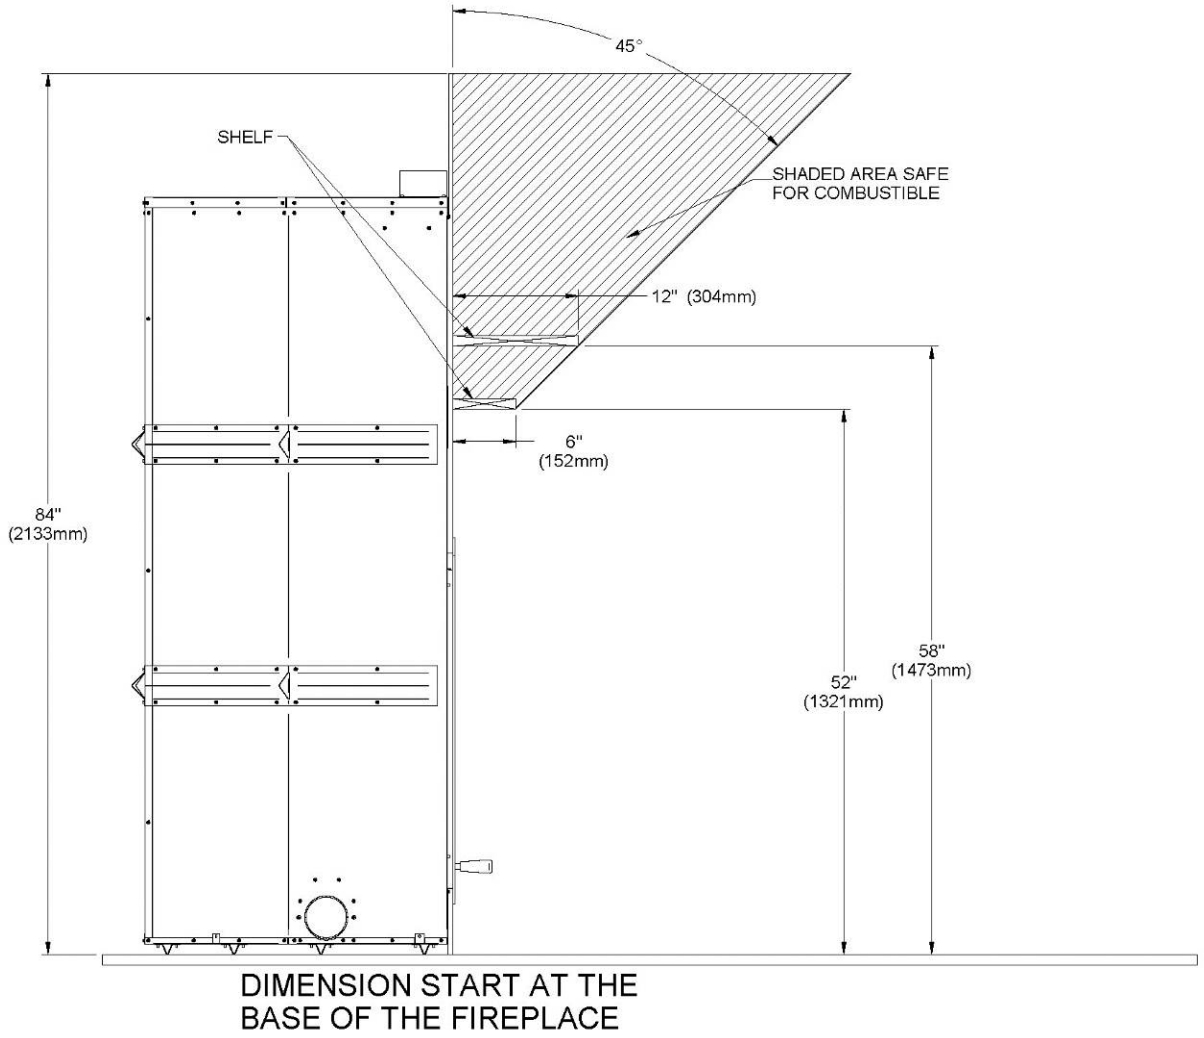 45°
SHELF
SHADED AREA SAFE
FOR COMBUSTIBLE
12" (304mm)
6"
(152mm)
84"
(2133mm)
58"
(1473mm)
52"
(1321mm)
DIMENSION START AT THE
BASE OF THE FIREPLACE